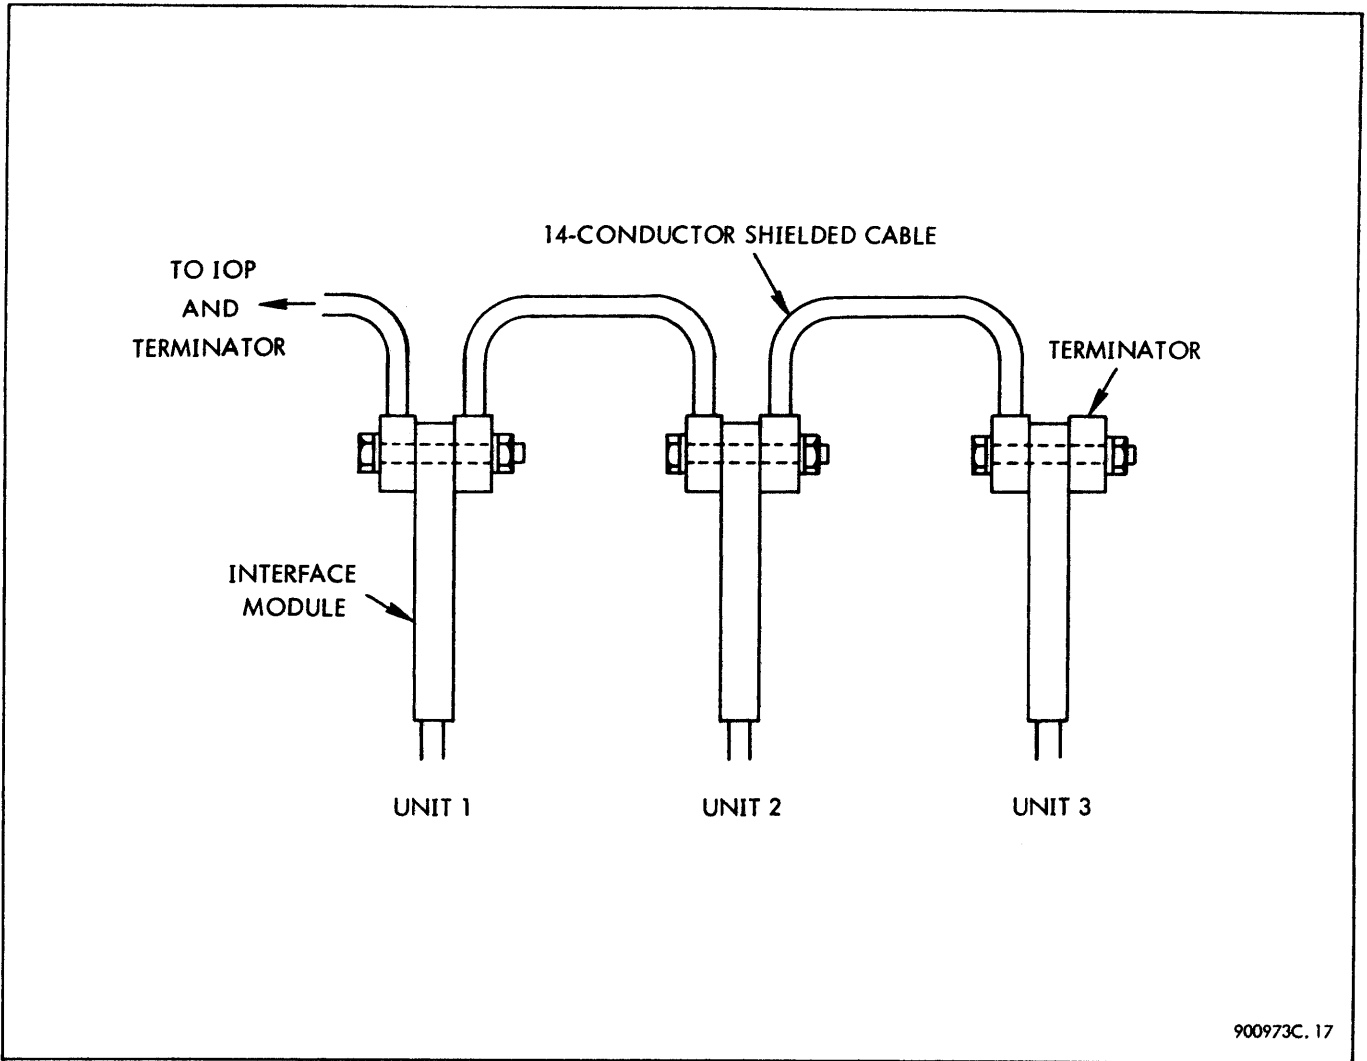 14-CONDUCTOR SHIELDED CABLE
TO IOP
AND
TERMINATOR
TERMINATOR
INTERFACE
MODULE
UNIT 1
UNIT 2
UNIT 3
900973C. 17